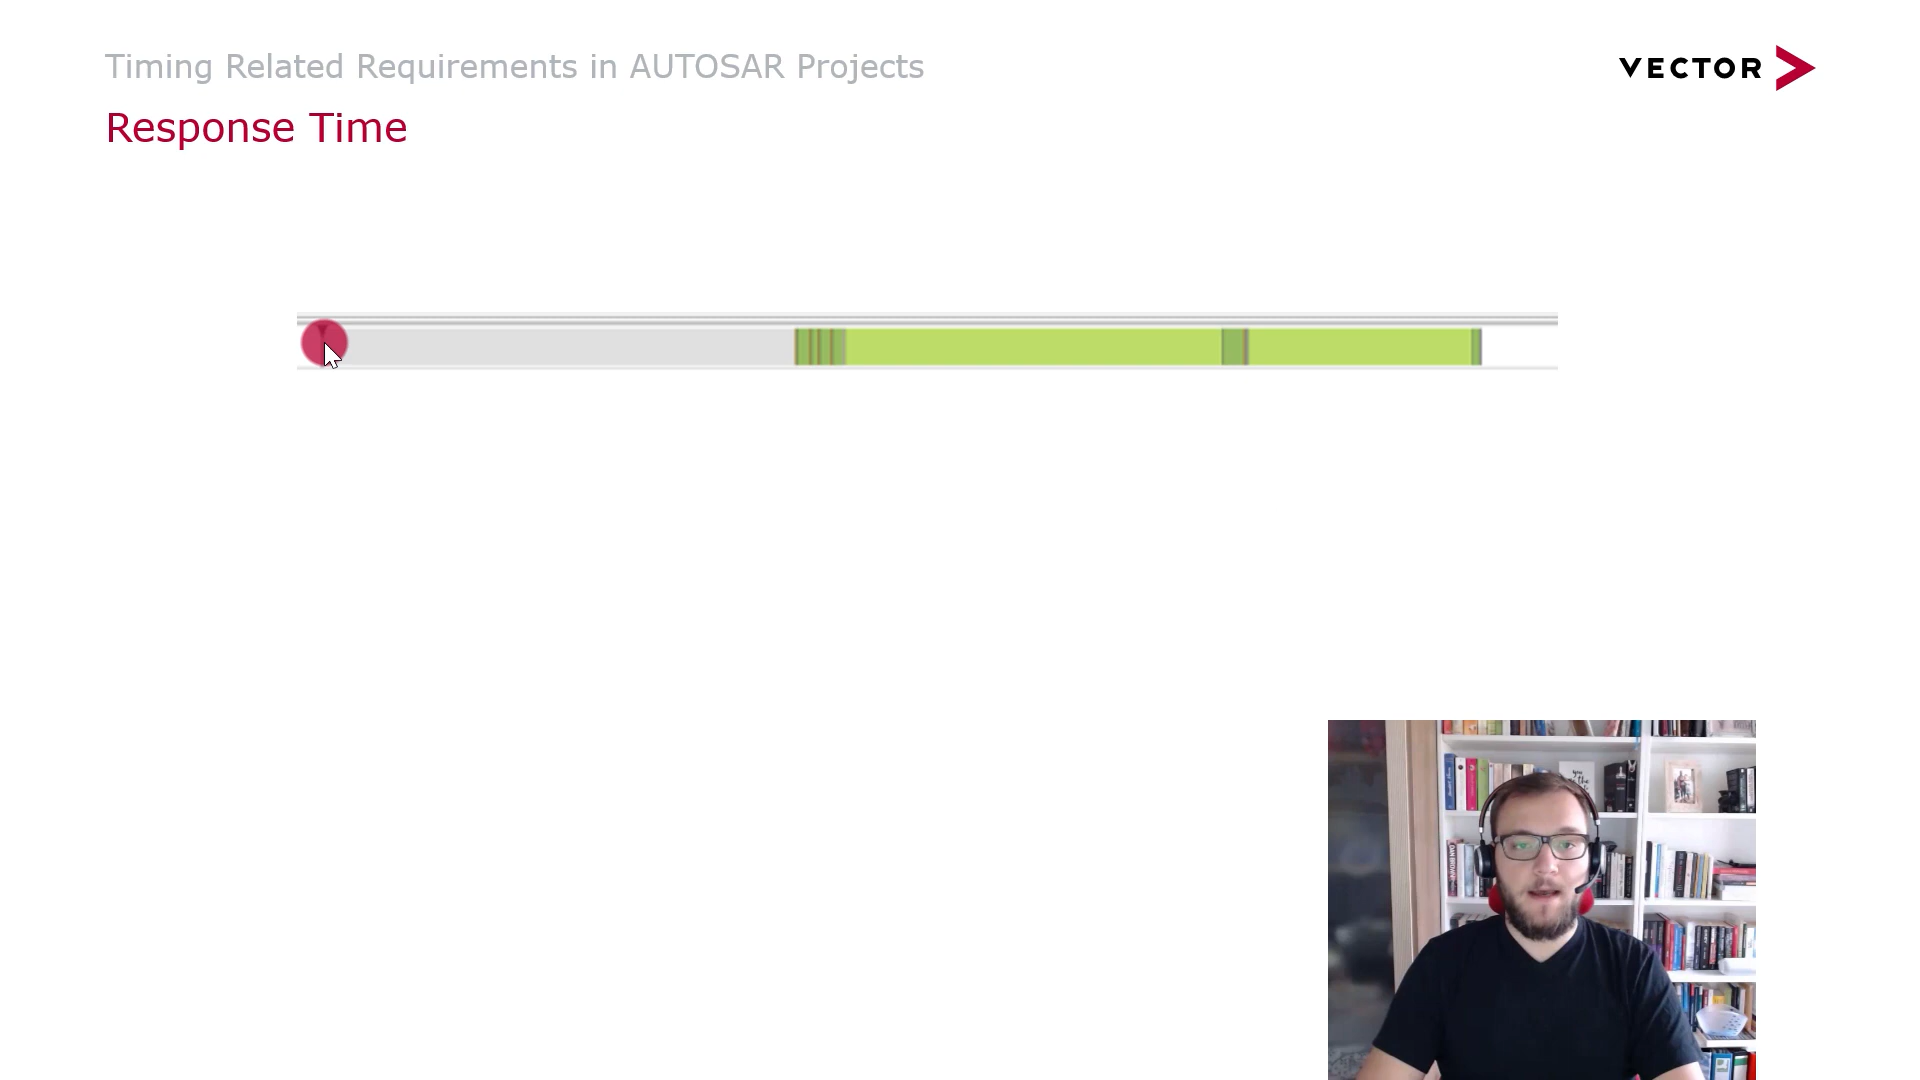 Timing Related Requirements in AUTOSAR Projects
VECTOR
Response Time